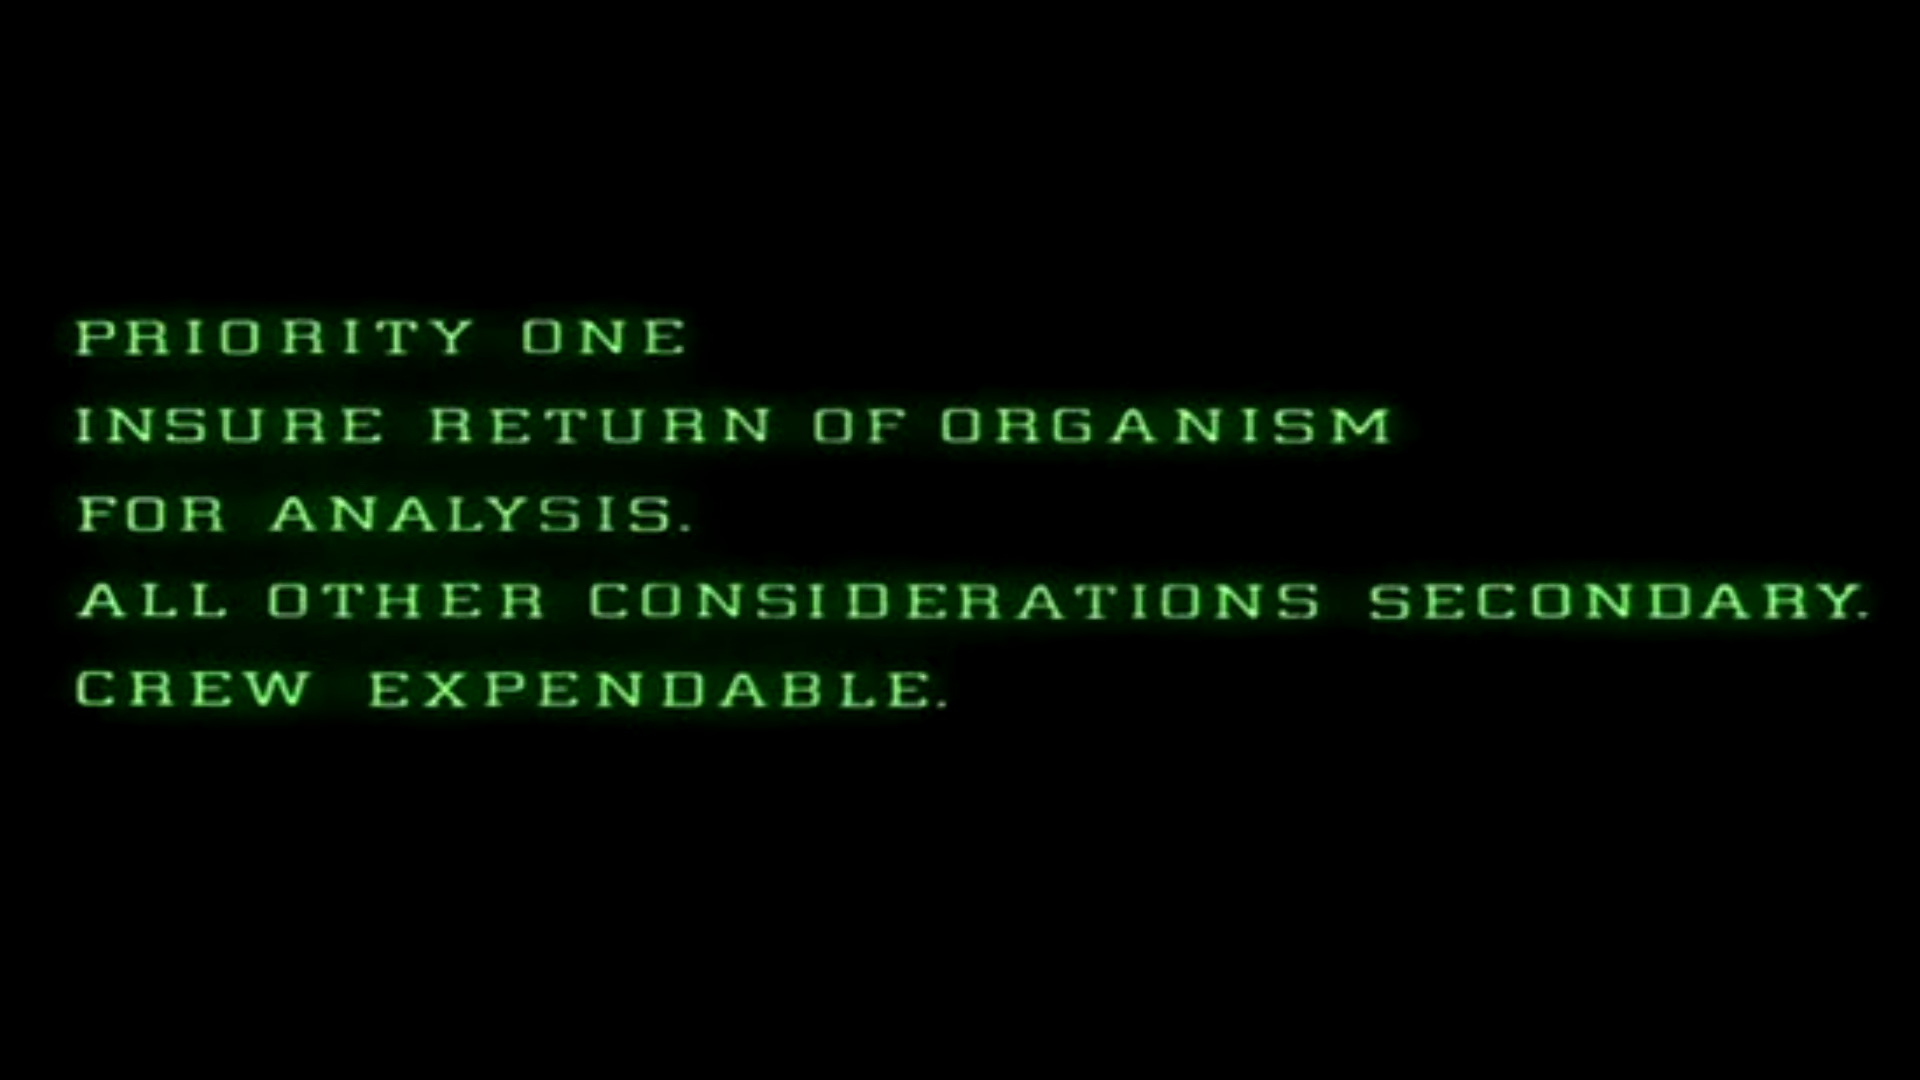 PRIORITY ONE
INSURE RETURN OF ORGANISM
FOR ANALYSIS.
ALL OTHER CONSIDERATIONS SECONDARY.
CREW EXPENDABLE.